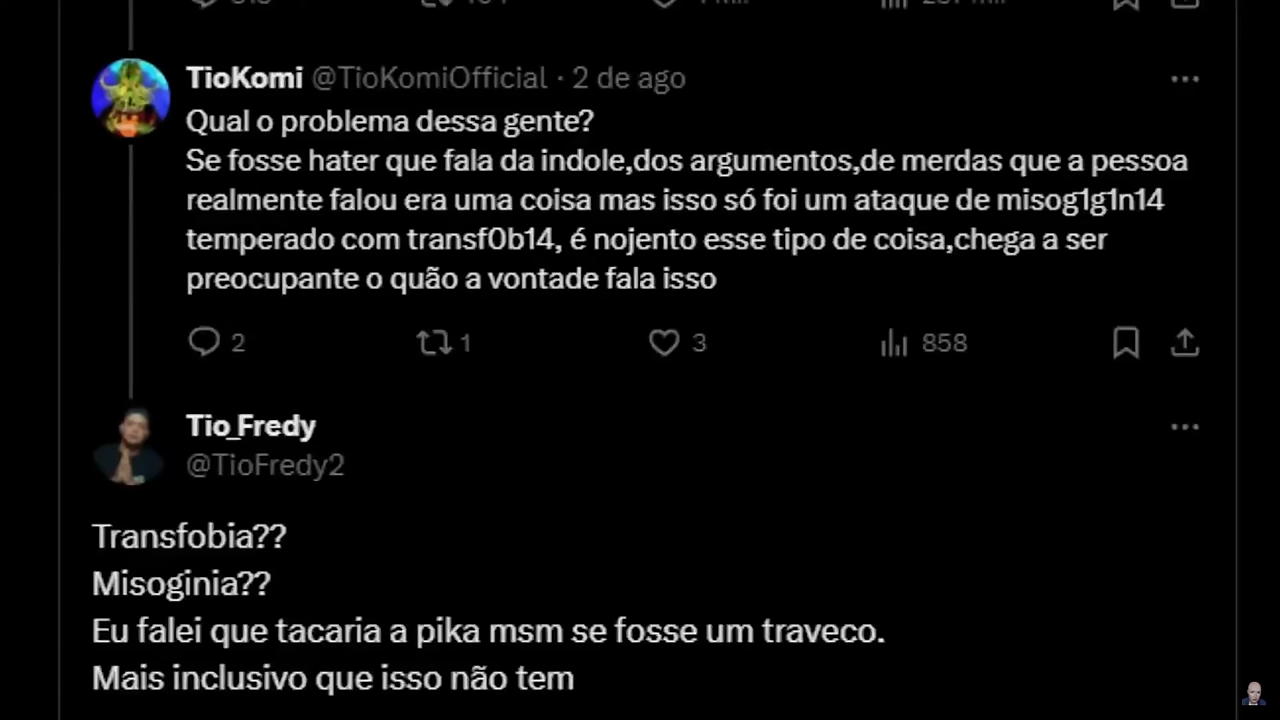 TioKomi @TioKomiOfficial · 2 de ago
Qual o problema dessa gente?
Se fosse hater que fala da indole,dos argumentos,de merdas que a pessoa
realmente falou era uma coisa mas isso só foi um ataque de misog1g1n14
temperado com transf0b14, é nojento esse tipo de coisa,chega a ser
preocupante o quão a vontade fala isso
2 1 3 858
Tio_Fredy
@TioFredy2
Transfobia??
Misoginia??
Eu falei que tacaria a pika msm se fosse um traveco.
Mais inclusivo que isso não tem